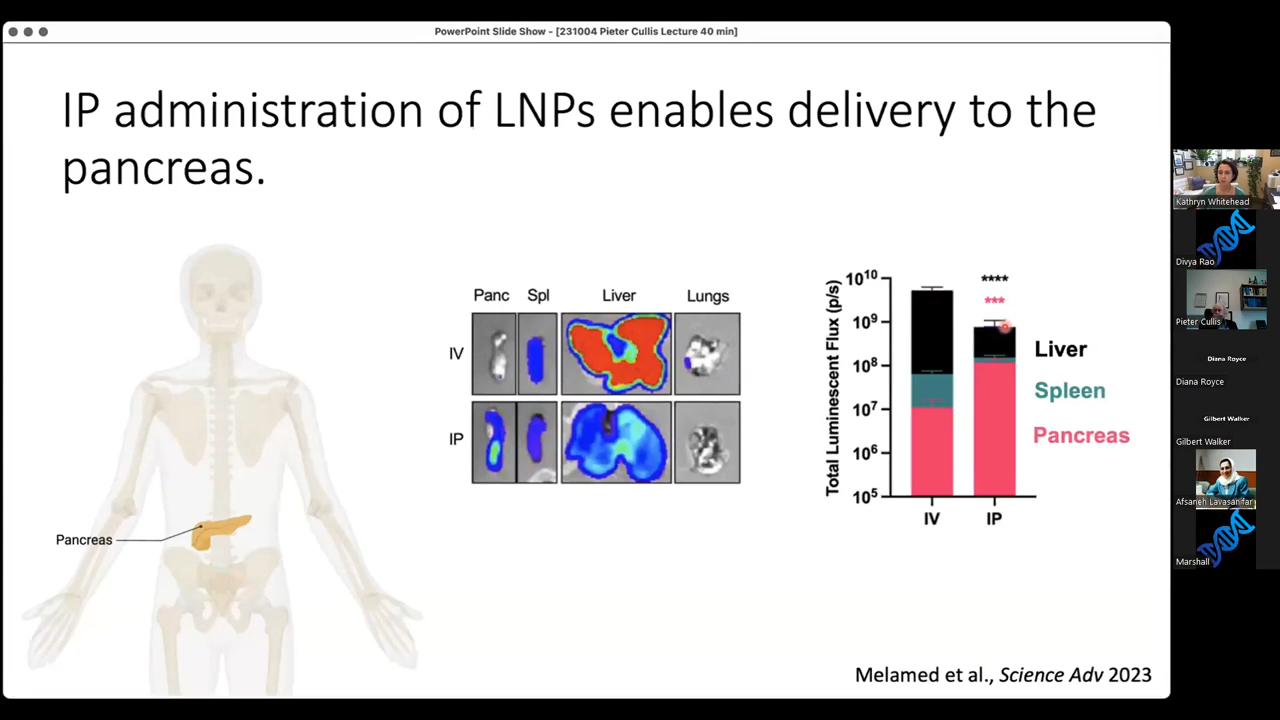 PowerPoint Slide Show - [231004 Pieter Cullis Lecture 40 min]
IP administration of LNPs enables delivery to the
pancreas.
Pancreas
Panc Spl Liver Lungs
IV
IP
Total Luminescent Flux (p/s)
10¹⁰
10⁹
10⁸
10⁷
10⁶
10⁵
****
***
IV IP
Liver
Spleen
Pancreas
Melamed et al., Science Adv 2023
Kathryn Whitehead
Divya Rao
Pieter Cullis
Diana Royce
Diana Royce
Gilbert Walker
Gilbert Walker
Afsaneh Lavasanifar
Marshall